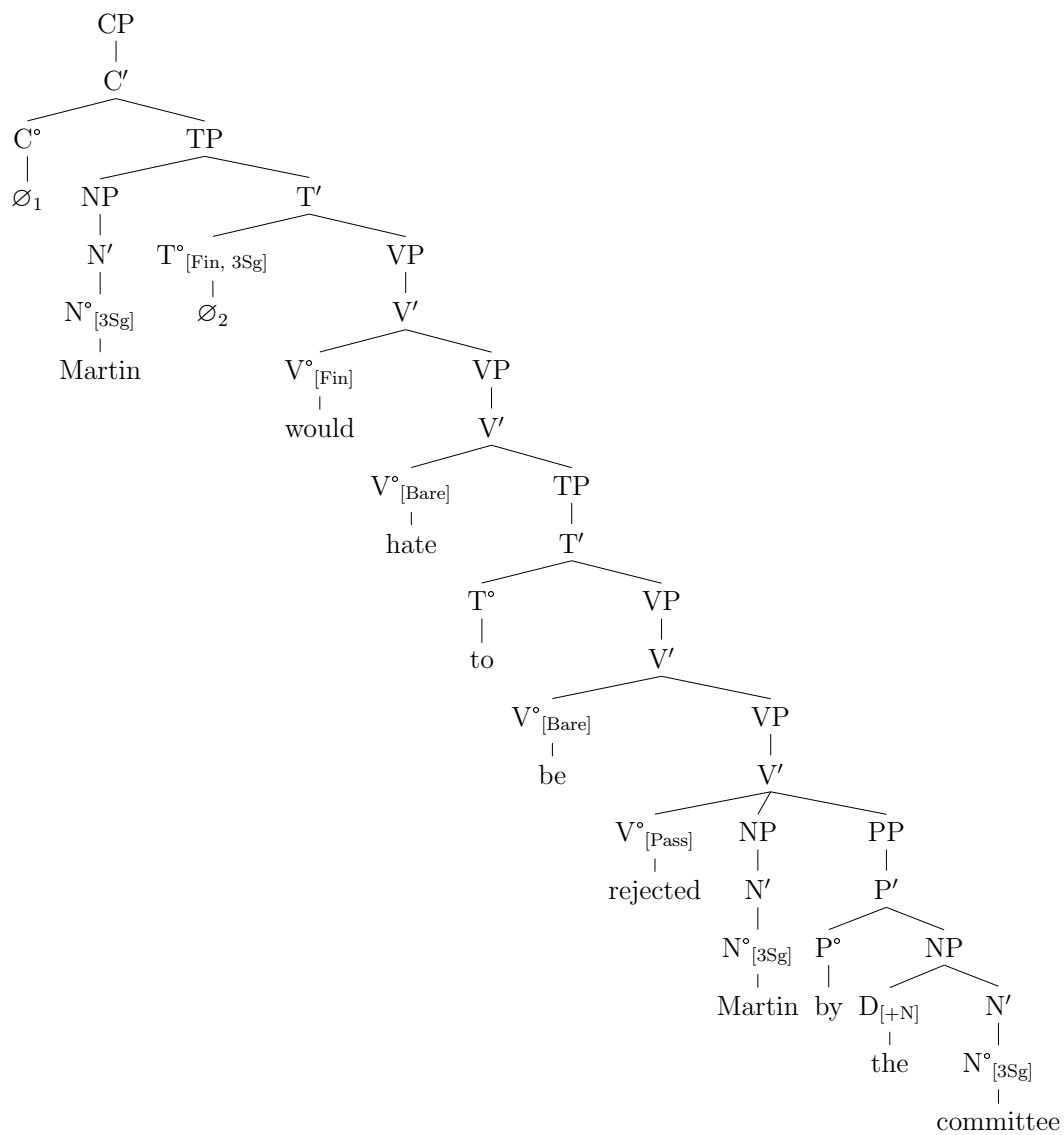 CP
C′
C° TP
∅₁ NP T′
N′ T°[Fin, 3Sg] VP
N°[3Sg] ∅₂ V′
Martin V°[Fin] VP
would V′
V°[Bare] TP
hate T′
T° VP
to V′
V°[Bare] VP
be V′
V°[Pass] NP PP
rejected N′ P′
N°[3Sg] P° NP
Martin by D[+N] N′
the N°[3Sg]
committee